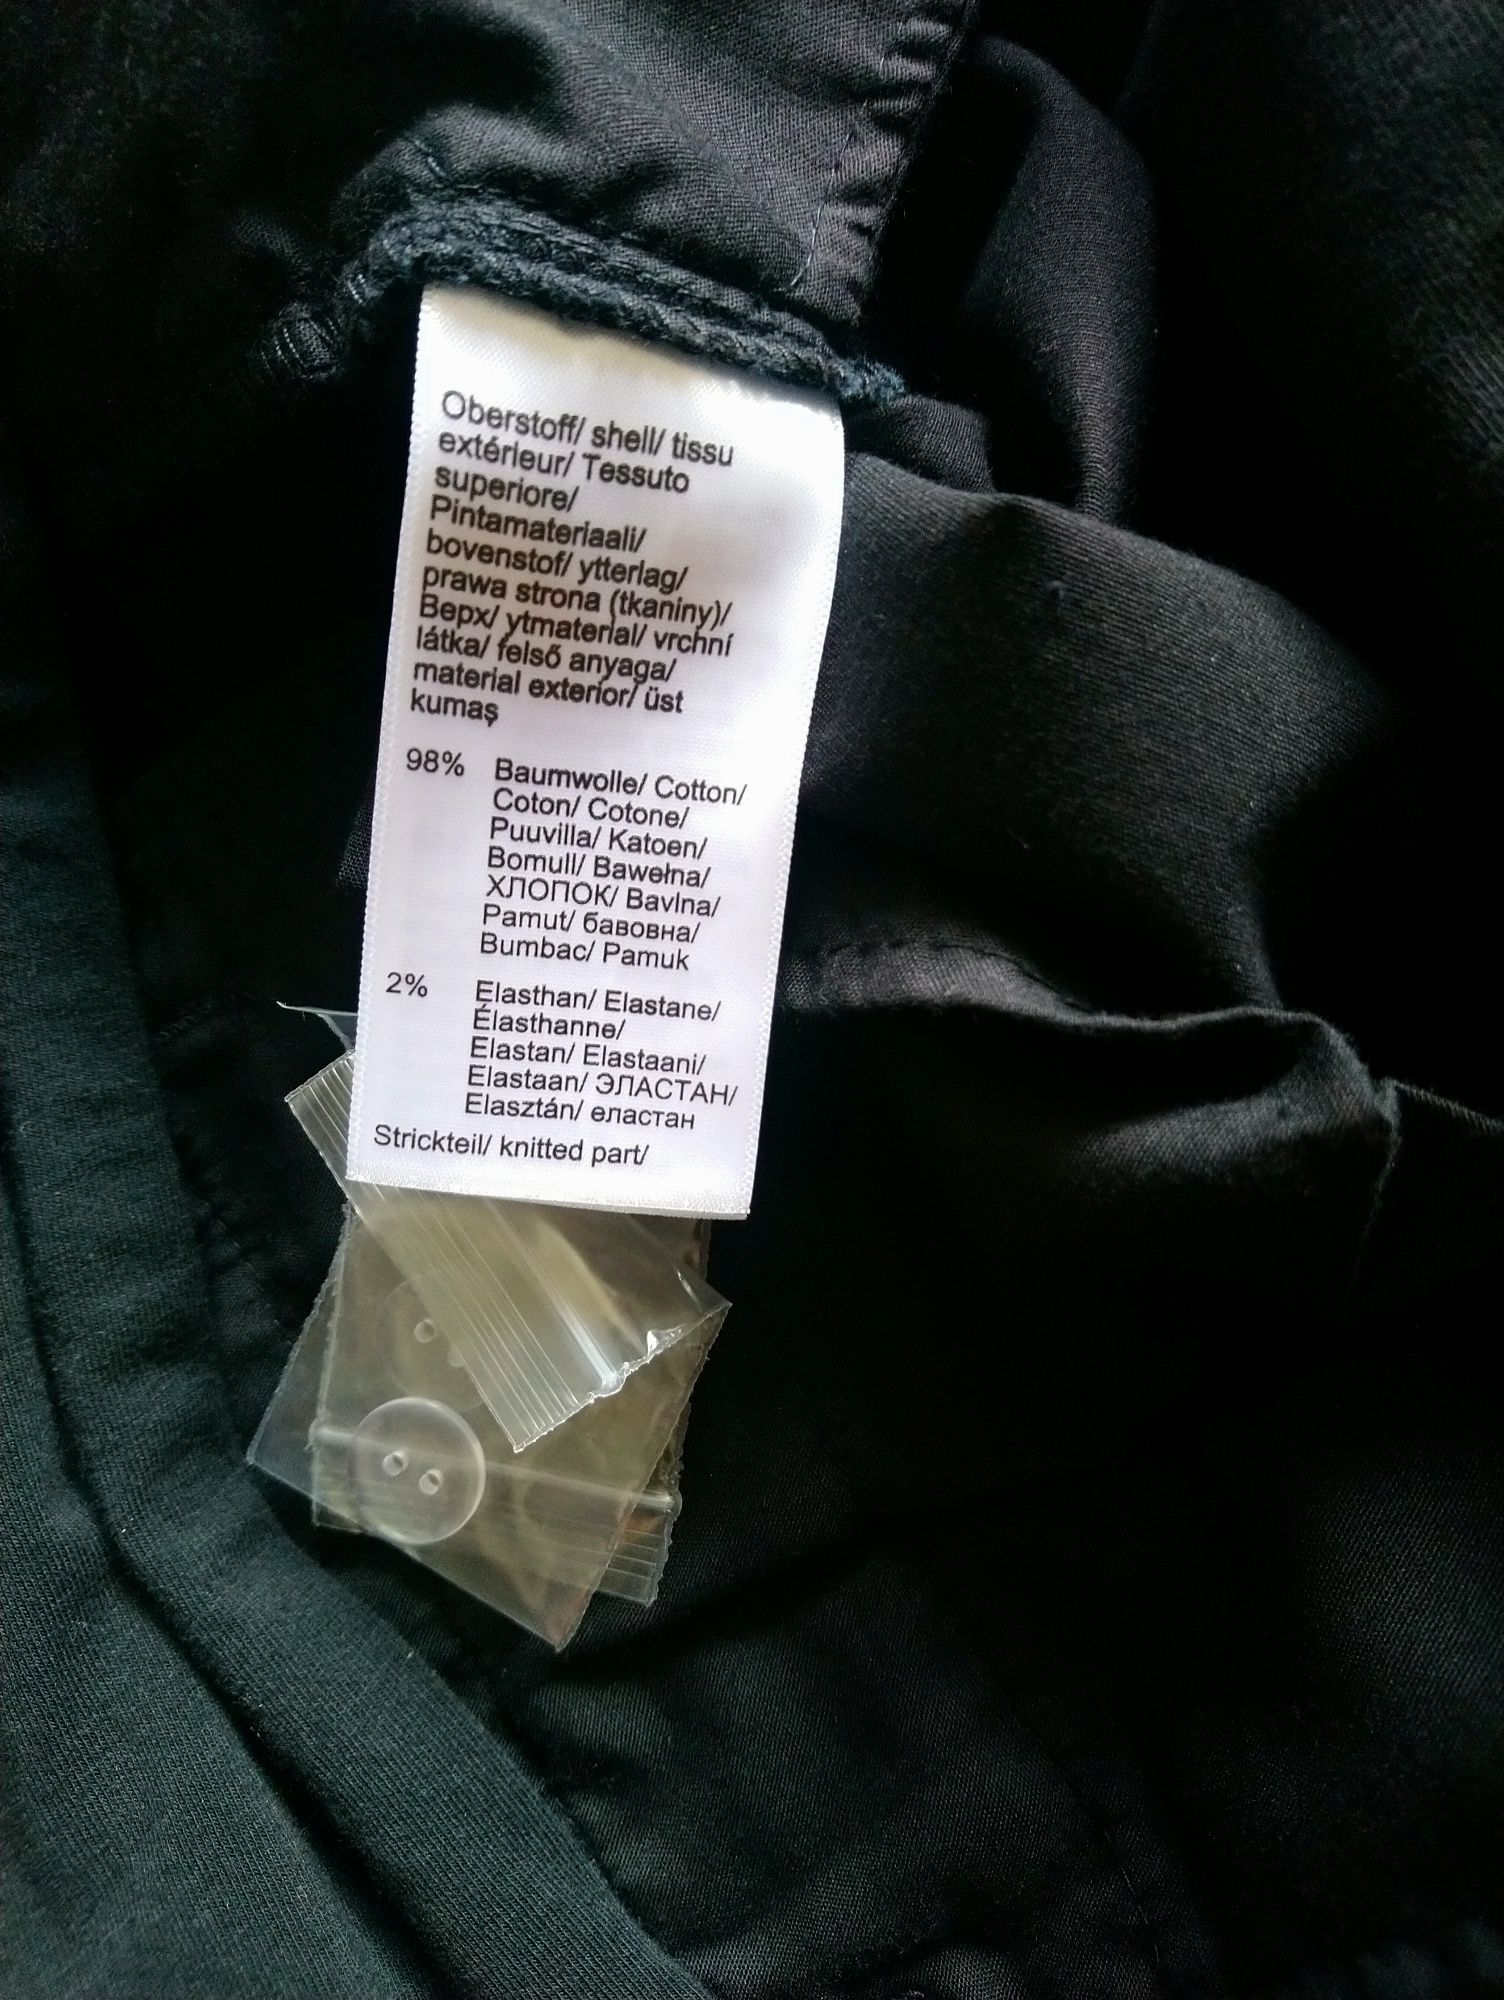 Oberstoff/ shell/ tissu
extérieur/ Tessuto
superiore/
Pintamateriaali/
bovenstof/ ytterlag/
prawa strona (tkaniny)/
Верх/ ytmaterial/ vrchní
látka/ felső anyaga/
material exterior/ üst
kumaş
98% Baumwolle/ Cotton/
Coton/ Cotone/
Puuvilla/ Katoen/
Bomull/ Bawełna/
ХЛОПОК/ Bavlna/
Pamut/ бавовна/
Bumbac/ Pamuk
2% Elasthan/ Elastane/
Élasthanne/
Elastan/ Elastaani/
Elastaan/ ЭЛАСТАН/
Elasztán/ еластан
Strickteil/ knitted part/